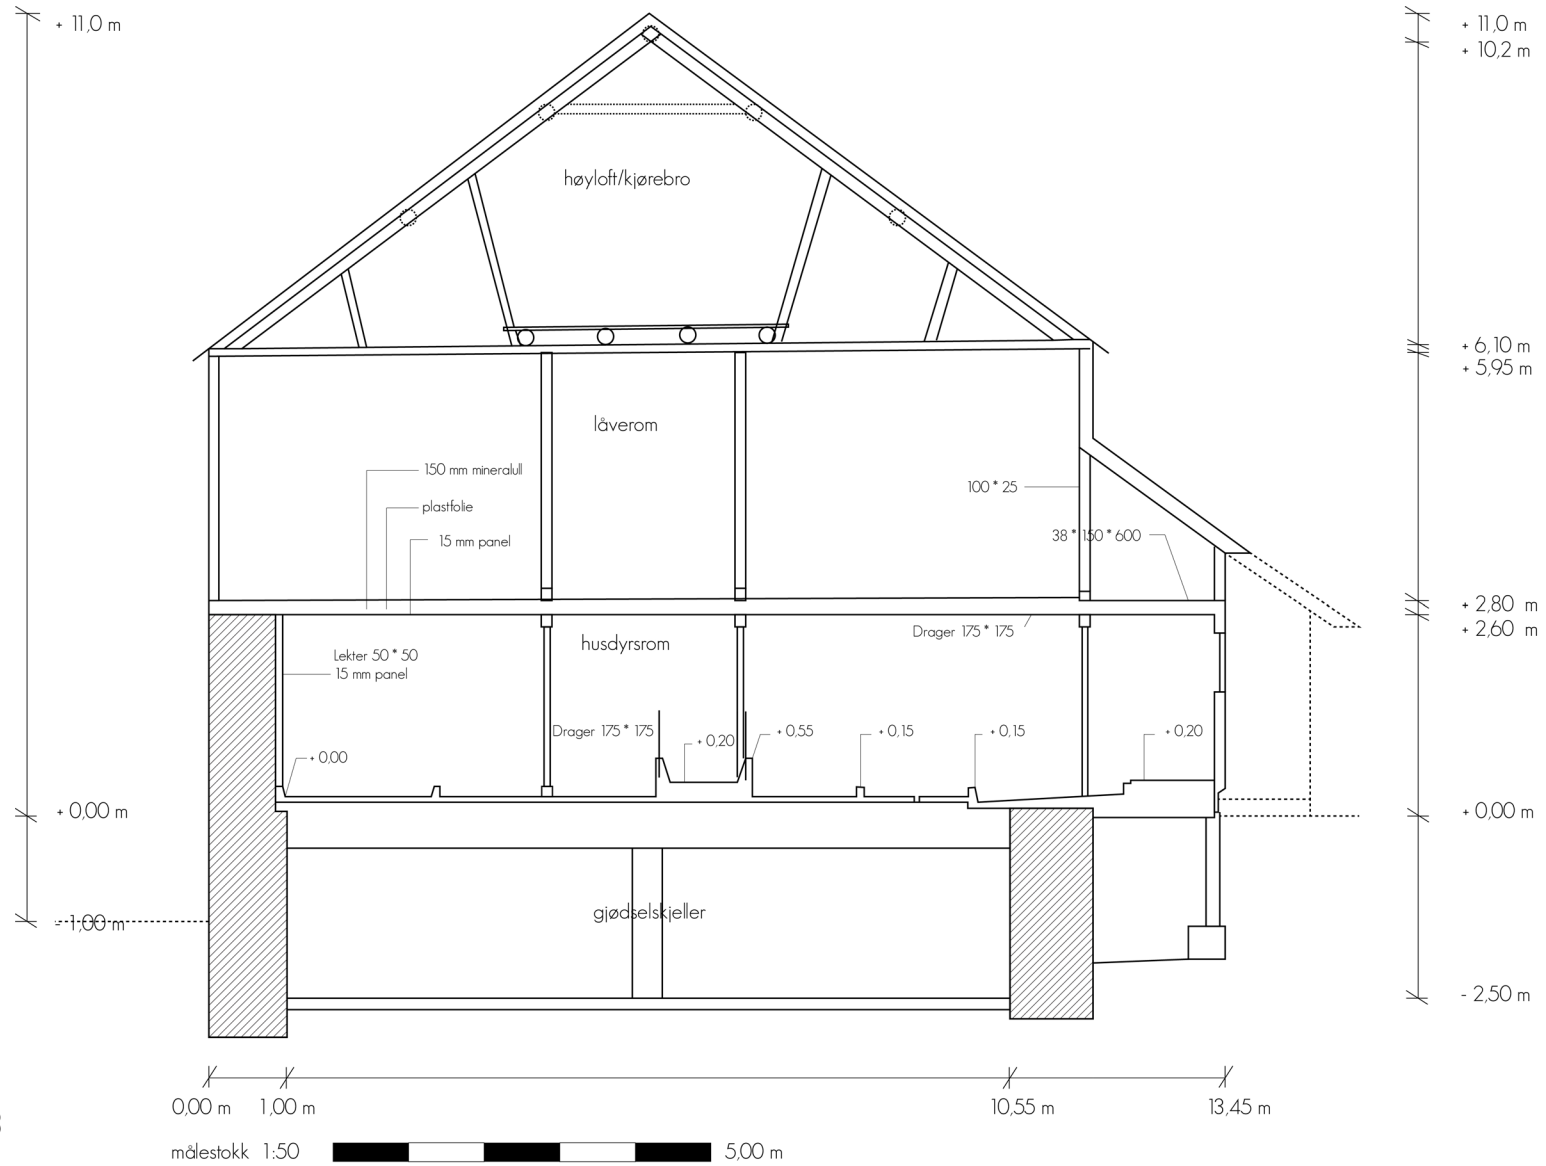 + 11,0 m
+ 11,0 m
+ 10,2 m
høyloft/kjørebro
+ 6,10 m
+ 5,95 m
låverom
150 mm mineralull
100 * 25
plastfolie
15 mm panel
38 * 150 * 600
+ 2,80 m
+ 2,60 m
Drager 175 * 175
husdyrsrom
Lekter 50 * 50
15 mm panel
Drager 175 * 175
+ 0,20
+ 0,55
+ 0,15
+ 0,15
+ 0,20
+ 0,00
+ 0,00 m
+ 0,00 m
gjødselskjeller
- 1,00 m
- 2,50 m
0,00 m
1,00 m
10,55 m
13,45 m
målestokk 1:50
5,00 m